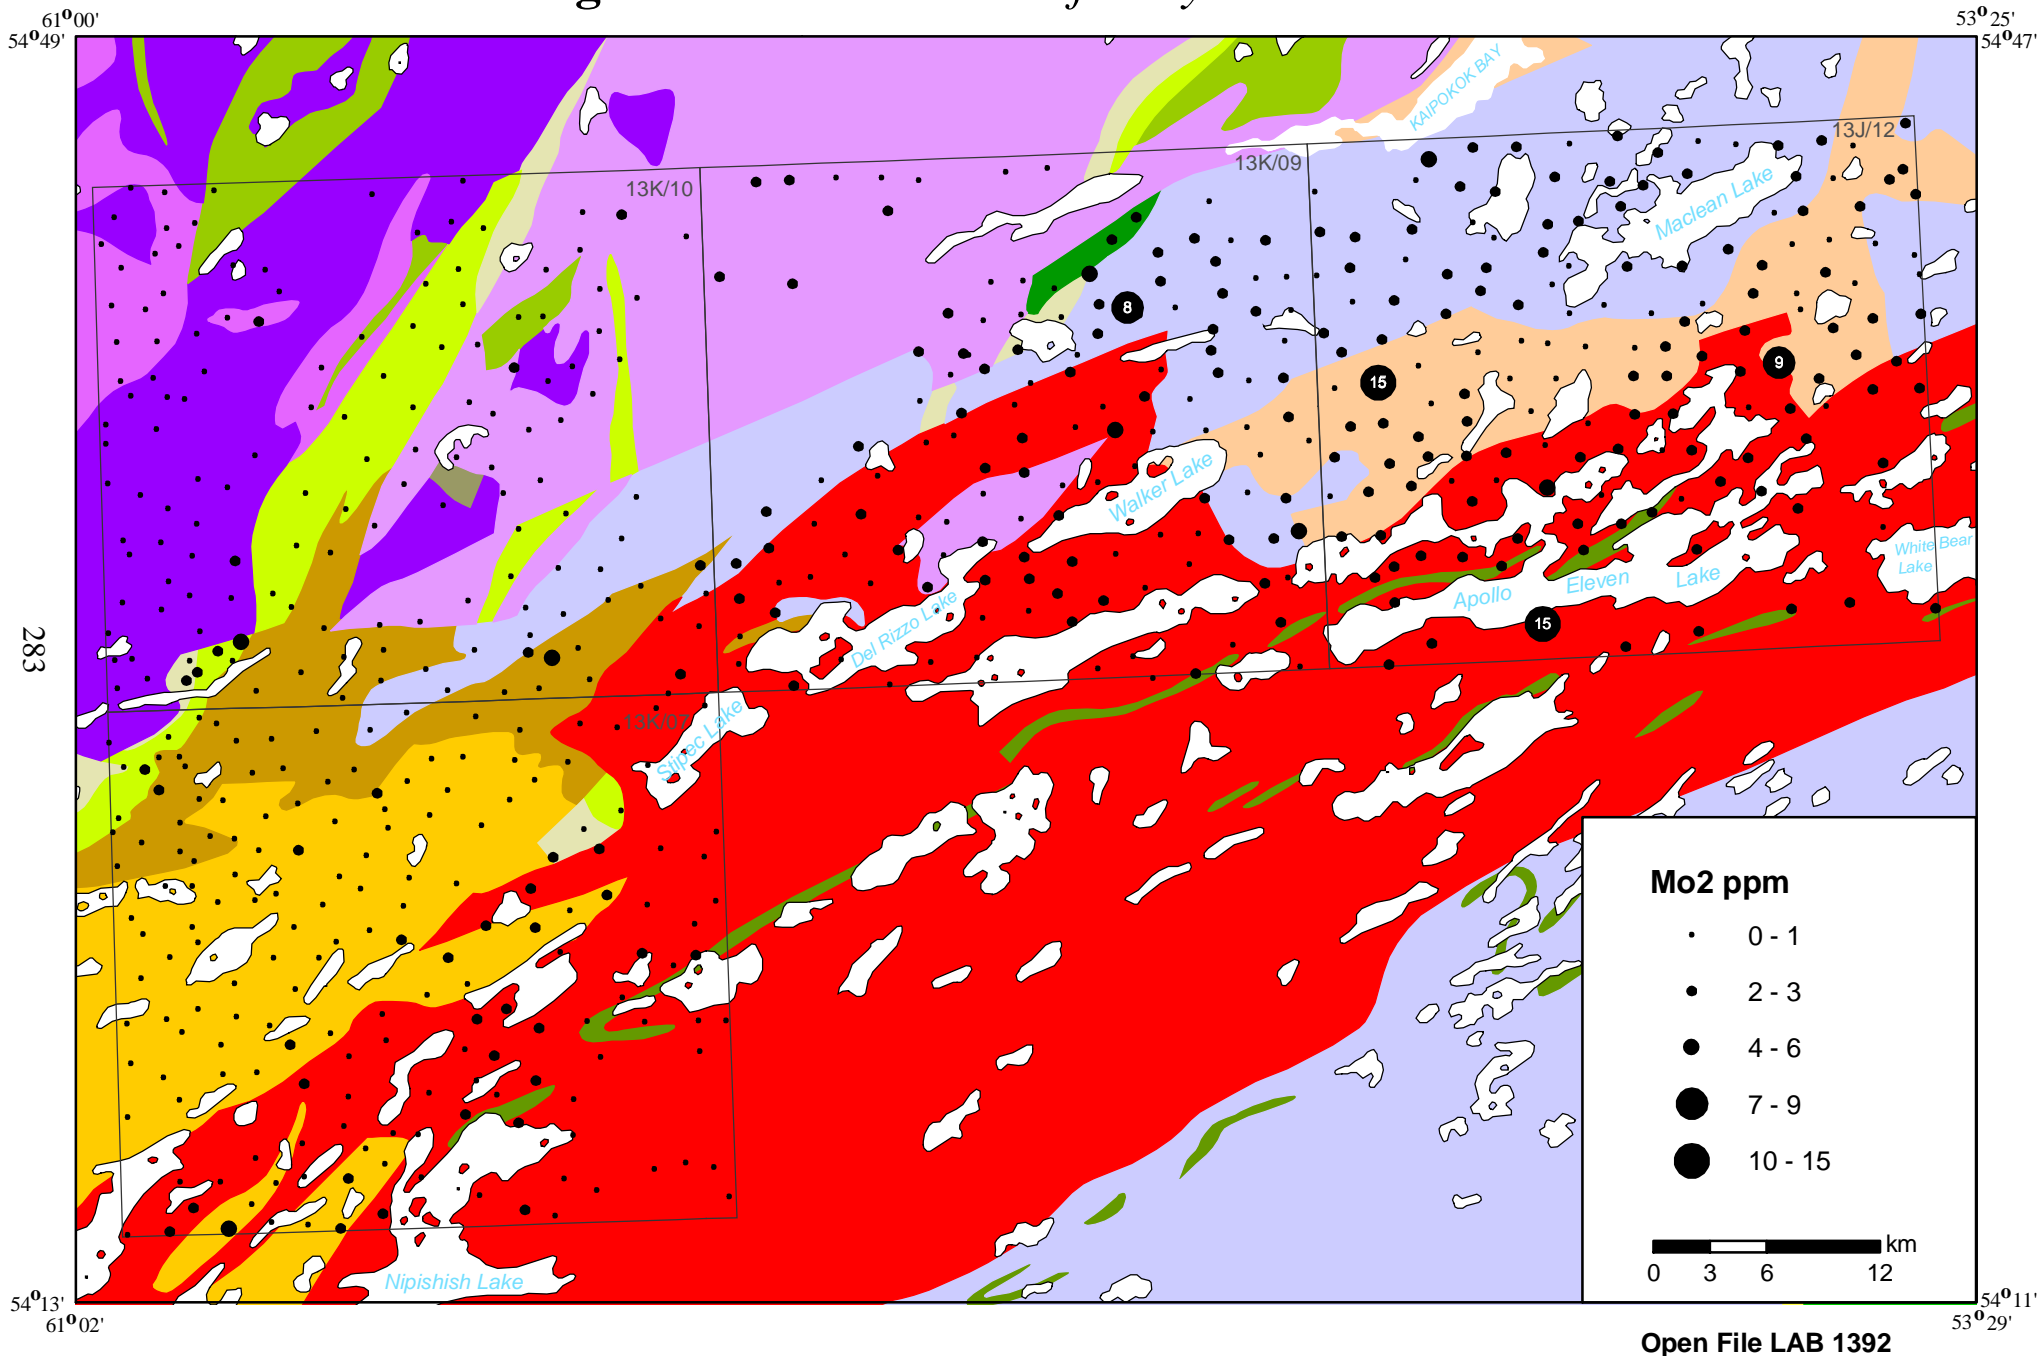 61°00'
53°25'
54°49'
54°47'
KAIPOKOK BAY
13J/12
13K/09
13K/10
Maclean Lake
8
9
15
Walker Lake
White Bear
Lake
Apollo Eleven Lake
15
Del Rizzo Lake
283
13K/07
Stipec Lake
Mo2 ppm
0 - 1
2 - 3
4 - 6
7 - 9
10 - 15
km
0 3 6 12
Nipishish Lake
54°13'
54°11'
61°02'
53°29'
Open File LAB 1392